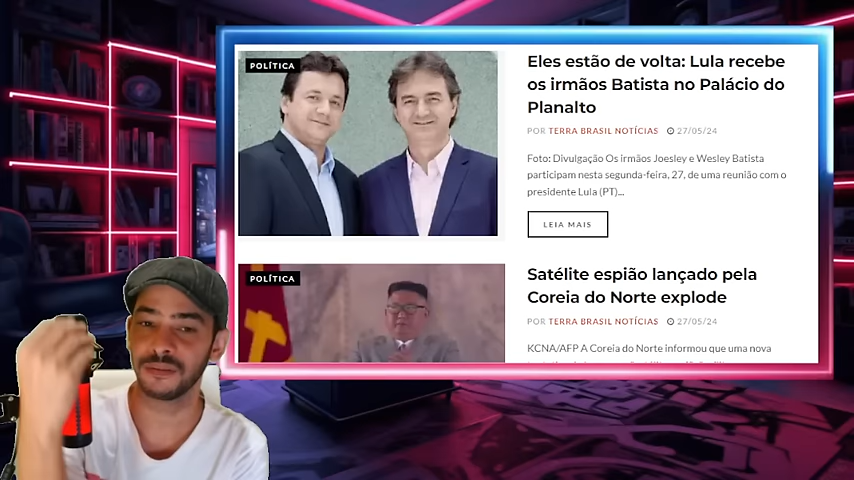 POLÍTICA
Eles estão de volta: Lula recebe
os irmãos Batista no Palácio do
Planalto
POR TERRA BRASIL NOTÍCIAS 27/05/24
Foto: Divulgação Os irmãos Joesley e Wesley Batista
participam nesta segunda-feira, 27, de uma reunião com o
presidente Lula (PT)...
LEIA MAIS
POLÍTICA
Satélite espião lançado pela
Coreia do Norte explode
POR TERRA BRASIL NOTÍCIAS 27/05/24
KCNA/AFP A Coreia do Norte informou que uma nova